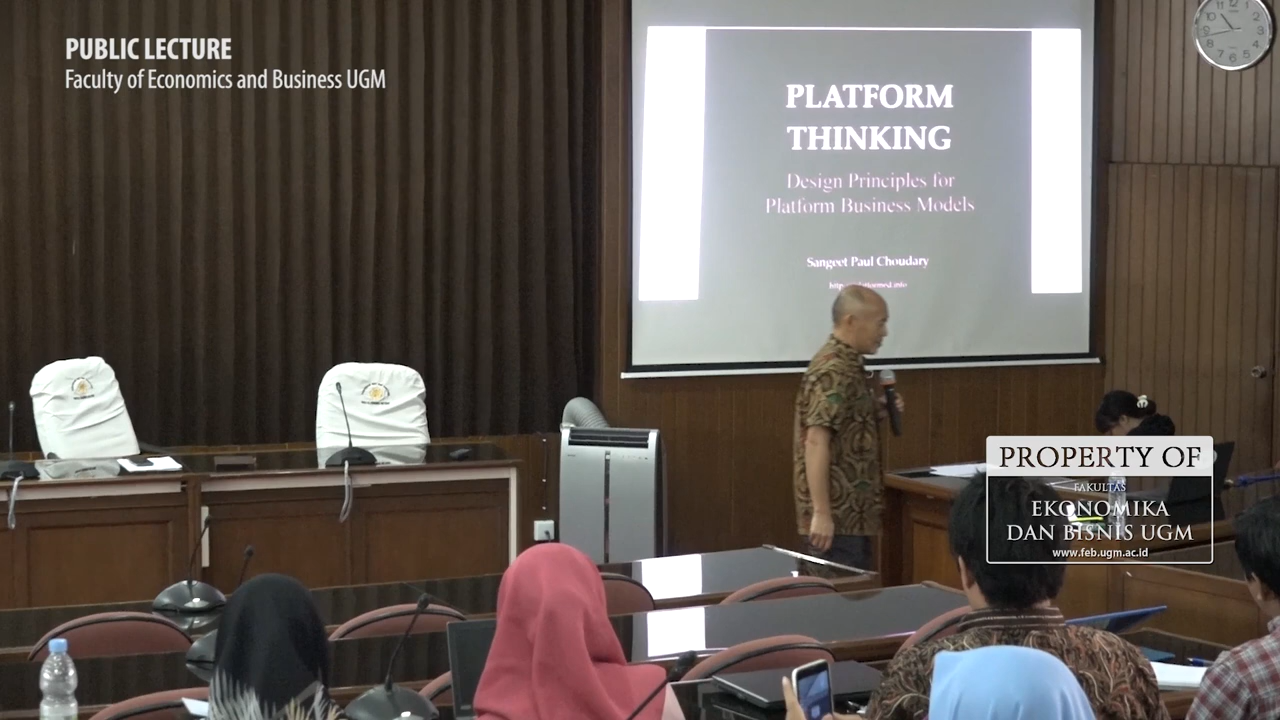 PUBLIC LECTURE
Faculty of Economics and Business UGM
PLATFORM
THINKING
Design Principles for
Platform Business Models
Sangeet Paul Choudary
PROPERTY OF
FAKULTAS
EKONOMIKA
DAN BISNIS UGM
www.feb.ugm.ac.id